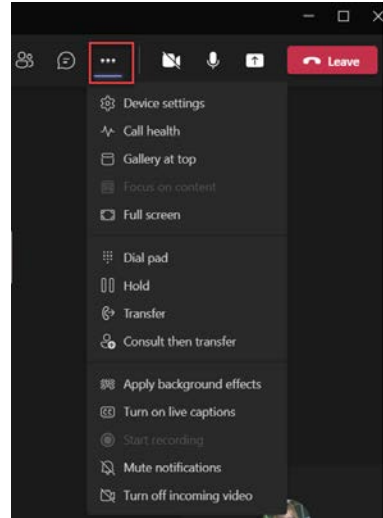 Leave
Device settings
Call health
Gallery at top
Focus on content
Full screen
Dial pad
Hold
Transfer
Consult then transfer
Apply background effects
CC Turn on live captions
Start recording
Mute notifications
Turn off incoming video